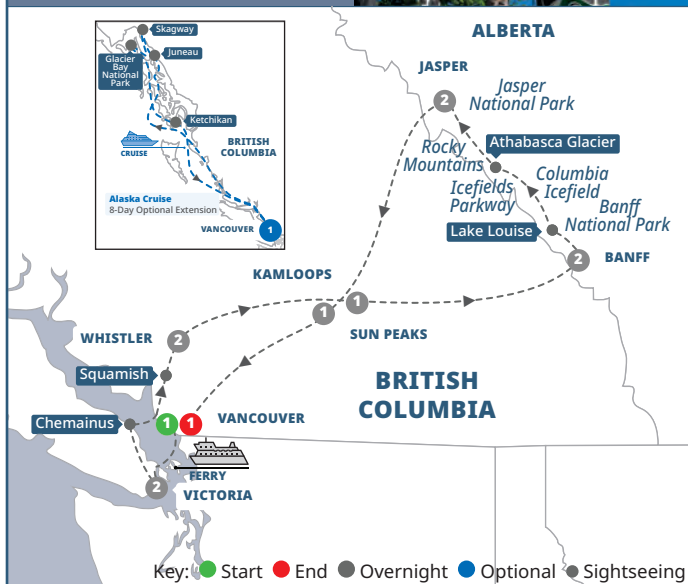 Skagway
Juneau
Glacier
Bay
National
Park
Ketchikan
CRUISE
BRITISH
COLUMBIA
Alaska Cruise
8-Day Optional Extension
VANCOUVER
1
ALBERTA
JASPER
2
Jasper
National Park
Rocky
Mountains
Athabasca Glacier
Icefields
Parkway
Columbia
Icefield
Banff
National Park
Lake Louise
2
BANFF
KAMLOOPS
1
1
SUN PEAKS
WHISTLER
2
Squamish
BRITISH
COLUMBIA
Chemainus
1
1
VANCOUVER
FERRY
2
VICTORIA
Key: Start End Overnight Optional Sightseeing